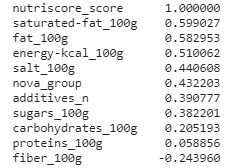 nutriscore_score 1.000000
saturated-fat_100g 0.599027
fat_100g 0.582953
energy-kcal_100g 0.510062
salt_100g 0.440608
nova_group 0.432203
additives_n 0.390777
sugars_100g 0.382201
carbohydrates_100g 0.205193
proteins_100g 0.058856
fiber_100g -0.243960